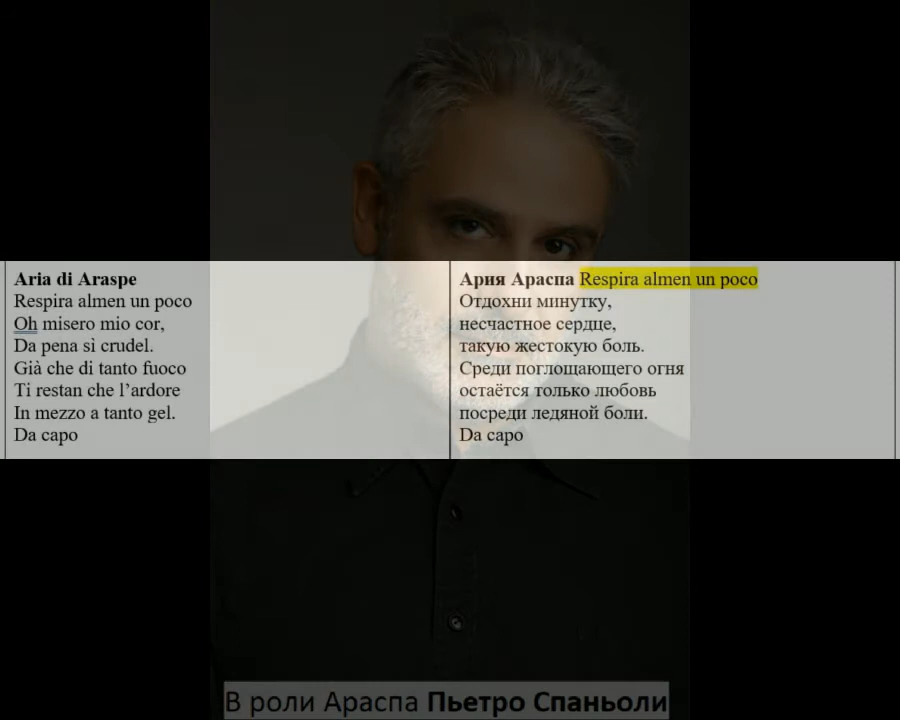 Aria di Araspe
Respira almen un poco
Oh misero mio cor,
Da pena sì crudel.
Già che di tanto fuoco
Ti restan che l’ardore
In mezzo a tanto gel.
Da capo
Ария Араспа Respira almen un poco
Отдохни минутку,
несчастное сердце,
такую жестокую боль.
Среди поглощающего огня
остаётся только любовь
посреди ледяной боли.
Da capo
В роли Араспа Пьетро Спаньоли